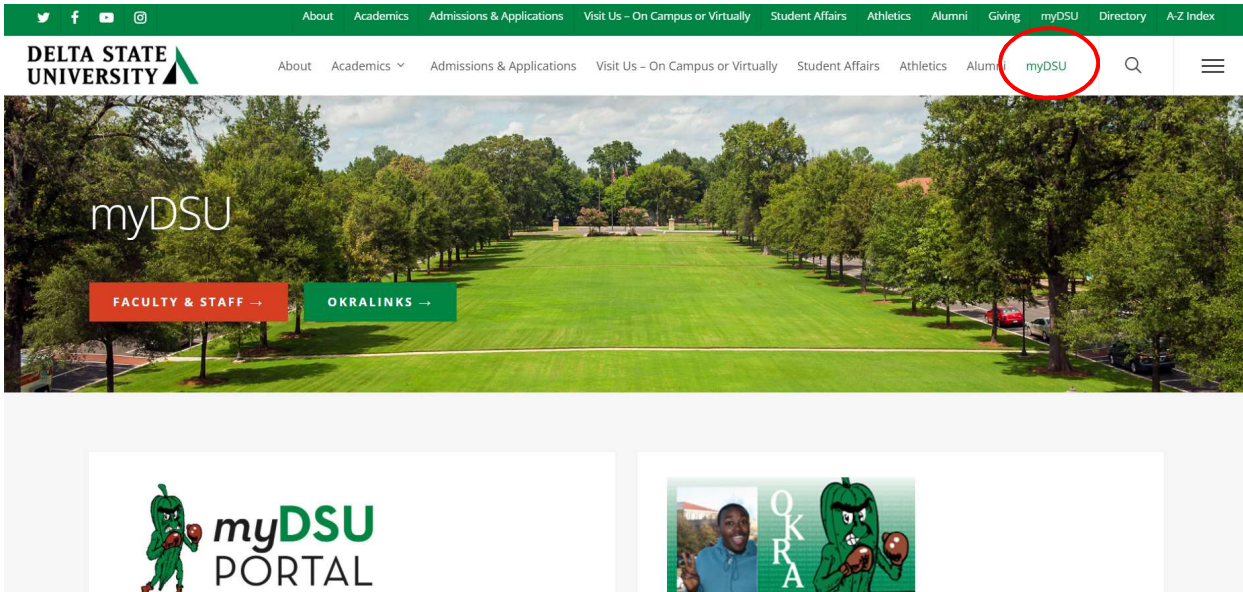 About Academics Admissions & Applications Visit Us – On Campus or Virtually Student Affairs Athletics Alumni Giving myDSU Directory A-Z Index
DELTA STATE
UNIVERSITY
About Academics Admissions & Applications Visit Us – On Campus or Virtually Student Affairs Athletics Alumni myDSU
myDSU
FACULTY & STAFF →
OKRALINKS →
myDSU
PORTAL
OKRA